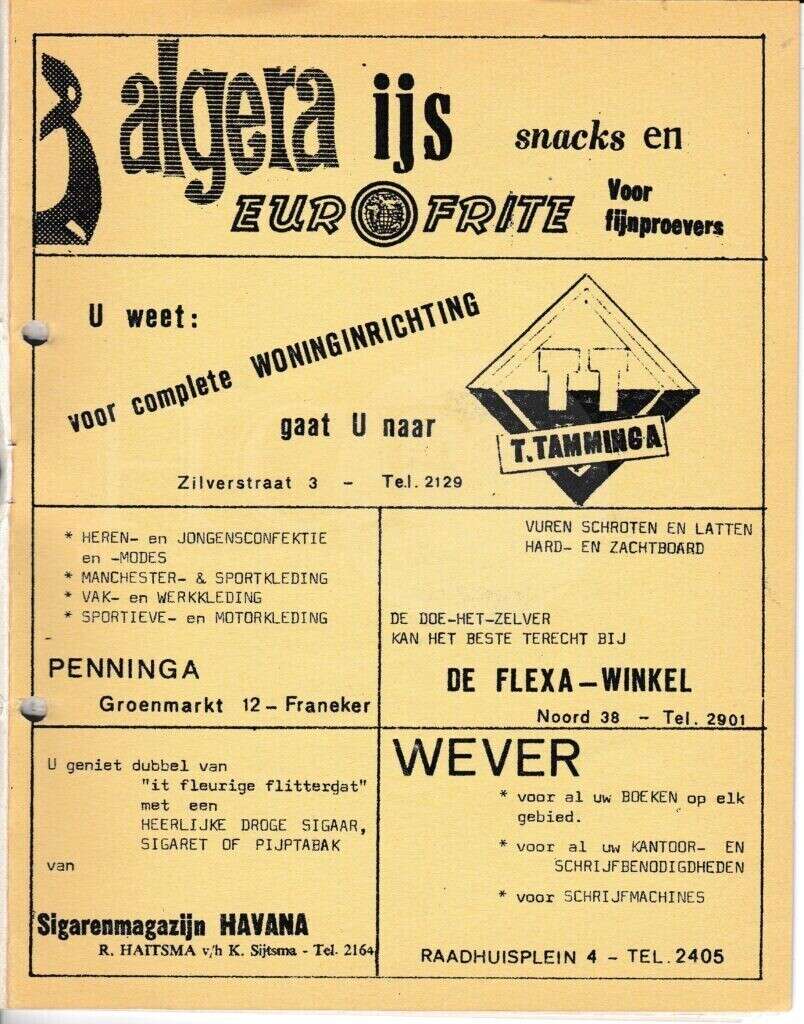 algera ijs snacks en
EUROFRITE Voor
fijnproevers
U weet:
voor complete WONINGINRICHTING
gaat U naar
TT
T. TAMMINGA
Zilverstraat 3 - Tel. 2129
* HEREN- en JONGENSCONFEKTIE
en -MODES
* MANCHESTER- & SPORTKLEDING
* VAK- en WERKKLEDING
* SPORTIEVE- en MOTORKLEDING
PENNINGA
Groenmarkt 12 - Franeker
VUREN SCHROTEN EN LATTEN
HARD- EN ZACHTBOARD
DE DOE-HET-ZELVER
KAN HET BESTE TERECHT BIJ
DE FLEXA-WINKEL
Noord 38 - Tel. 2901
U geniet dubbel van
"it fleurige flittergat"
met een
HEERLIJKE DROGE SIGAAR,
SIGARET OF PIJPTABAK
van
Sigarenmagazijn HAVANA
R. HAITSMA v/h K. Sijtsma - Tel. 2164
WEVER
* voor al uw BOEKEN op elk
gebied.
* voor al uw KANTOOR- EN
SCHRIJFBENODIGDHEDEN
* voor SCHRIJFMACHINES
RAADHUISPLEIN 4 - TEL. 2405